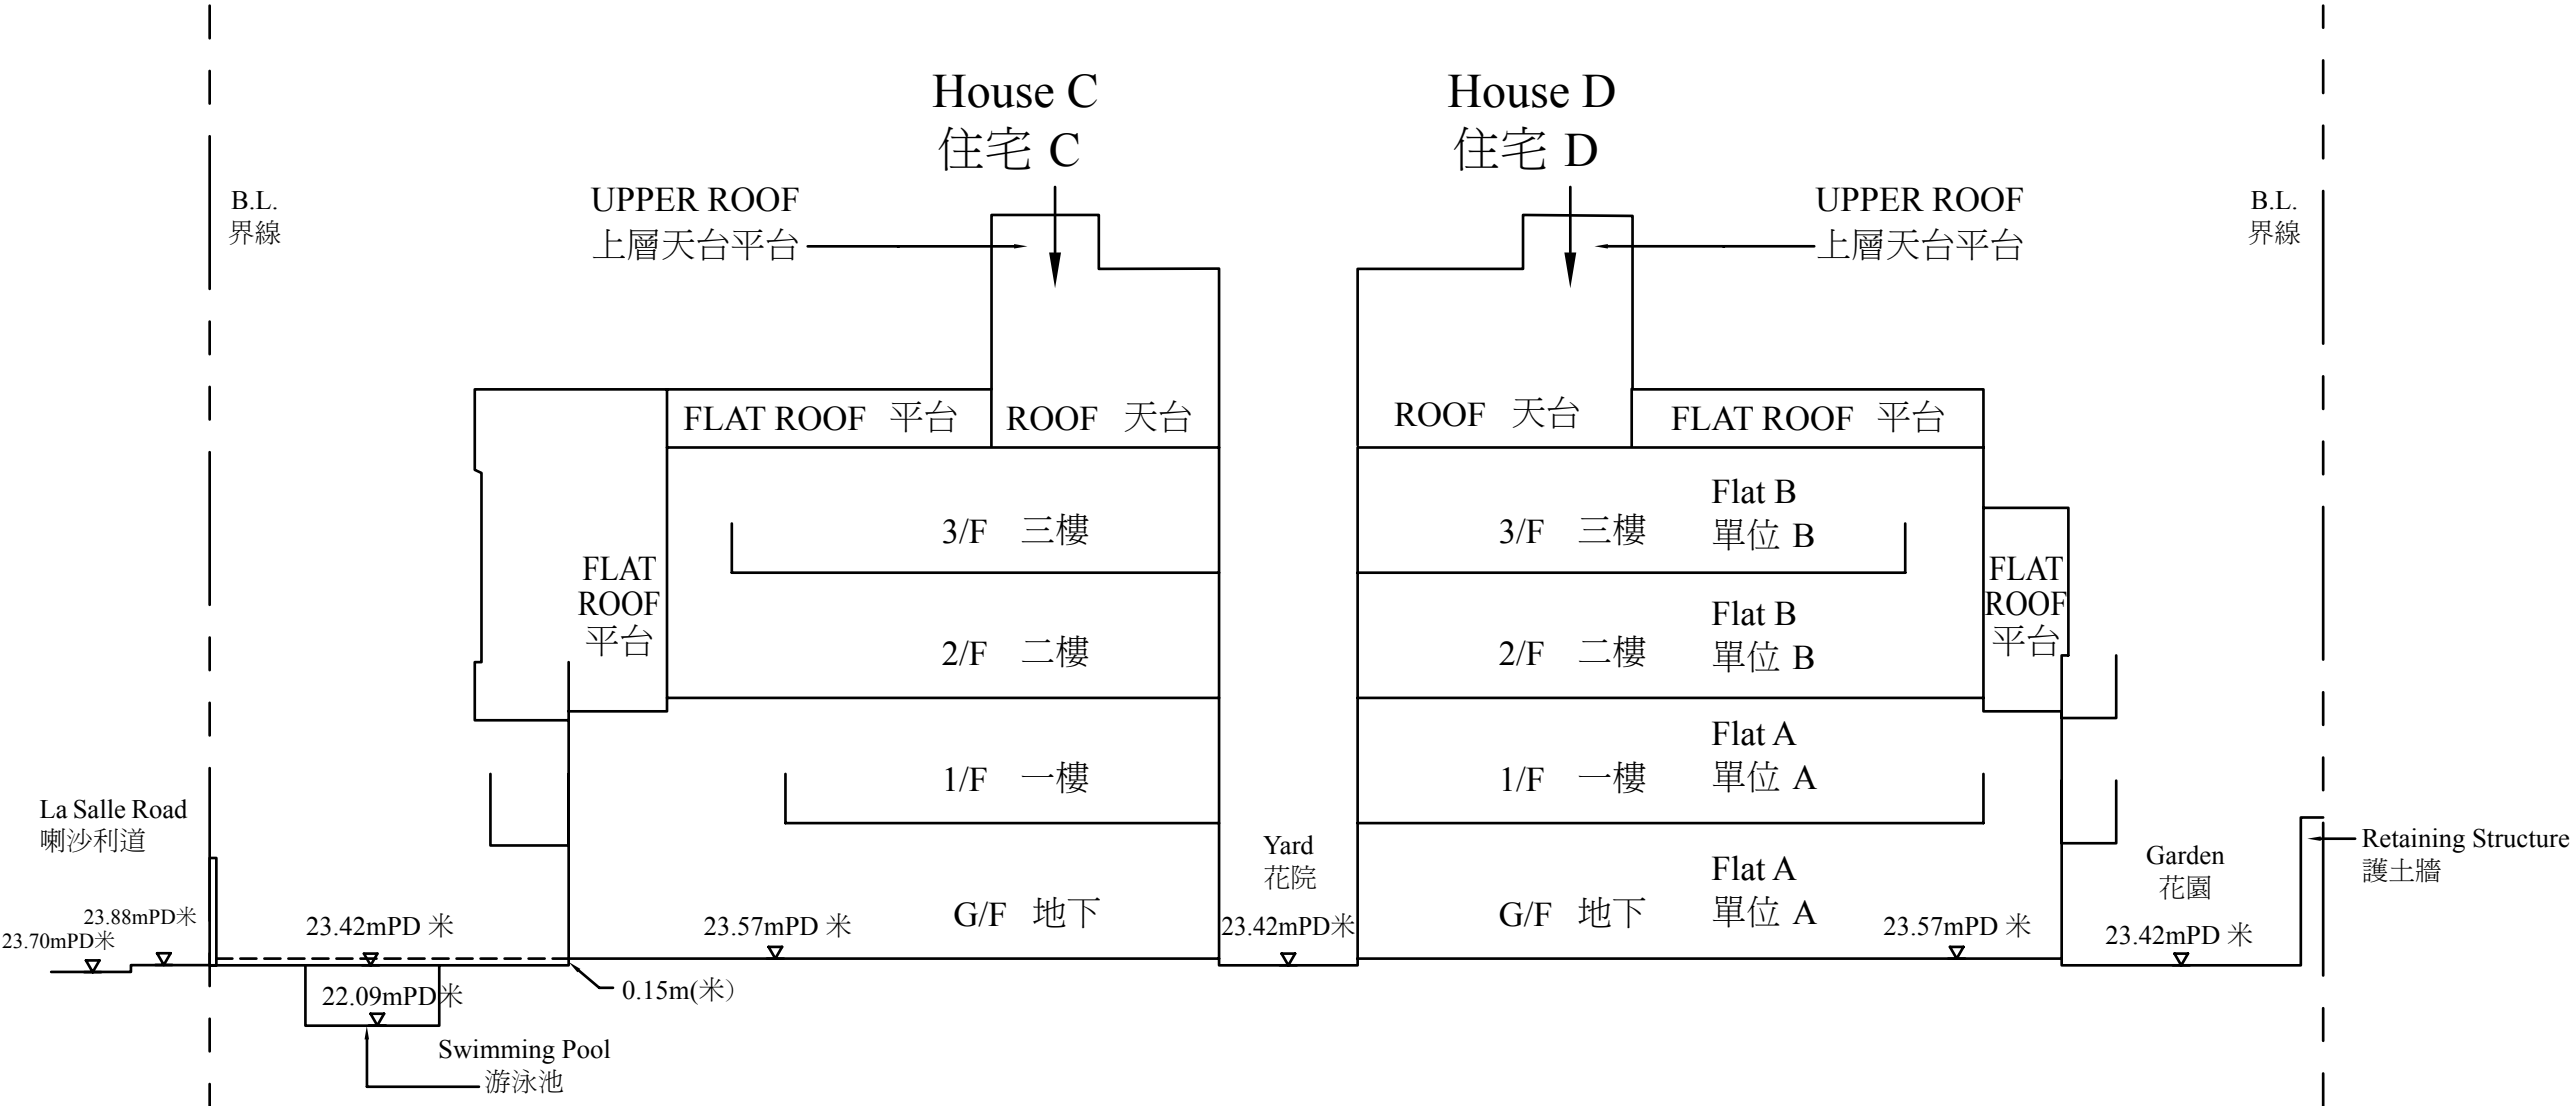 House C
住宅 C
House D
住宅 D
B.L.
界線
UPPER ROOF
上層天台平台
UPPER ROOF
上層天台平台
B.L.
界線
FLAT ROOF 平台
ROOF 天台
ROOF 天台
FLAT ROOF 平台
FLAT
ROOF
平台
3/F 三樓
3/F 三樓
Flat B
單位 B
FLAT
ROOF
平台
2/F 二樓
2/F 二樓
Flat B
單位 B
1/F 一樓
1/F 一樓
Flat A
單位 A
La Salle Road
喇沙利道
Yard
花院
Garden
花園
Retaining Structure
護土牆
G/F 地下
G/F 地下
Flat A
單位 A
23.70mPD米
23.88mPD米
23.42mPD 米
23.57mPD 米
23.42mPD米
23.57mPD 米
23.42mPD 米
22.09mPD米
0.15m(米)
Swimming Pool
游泳池